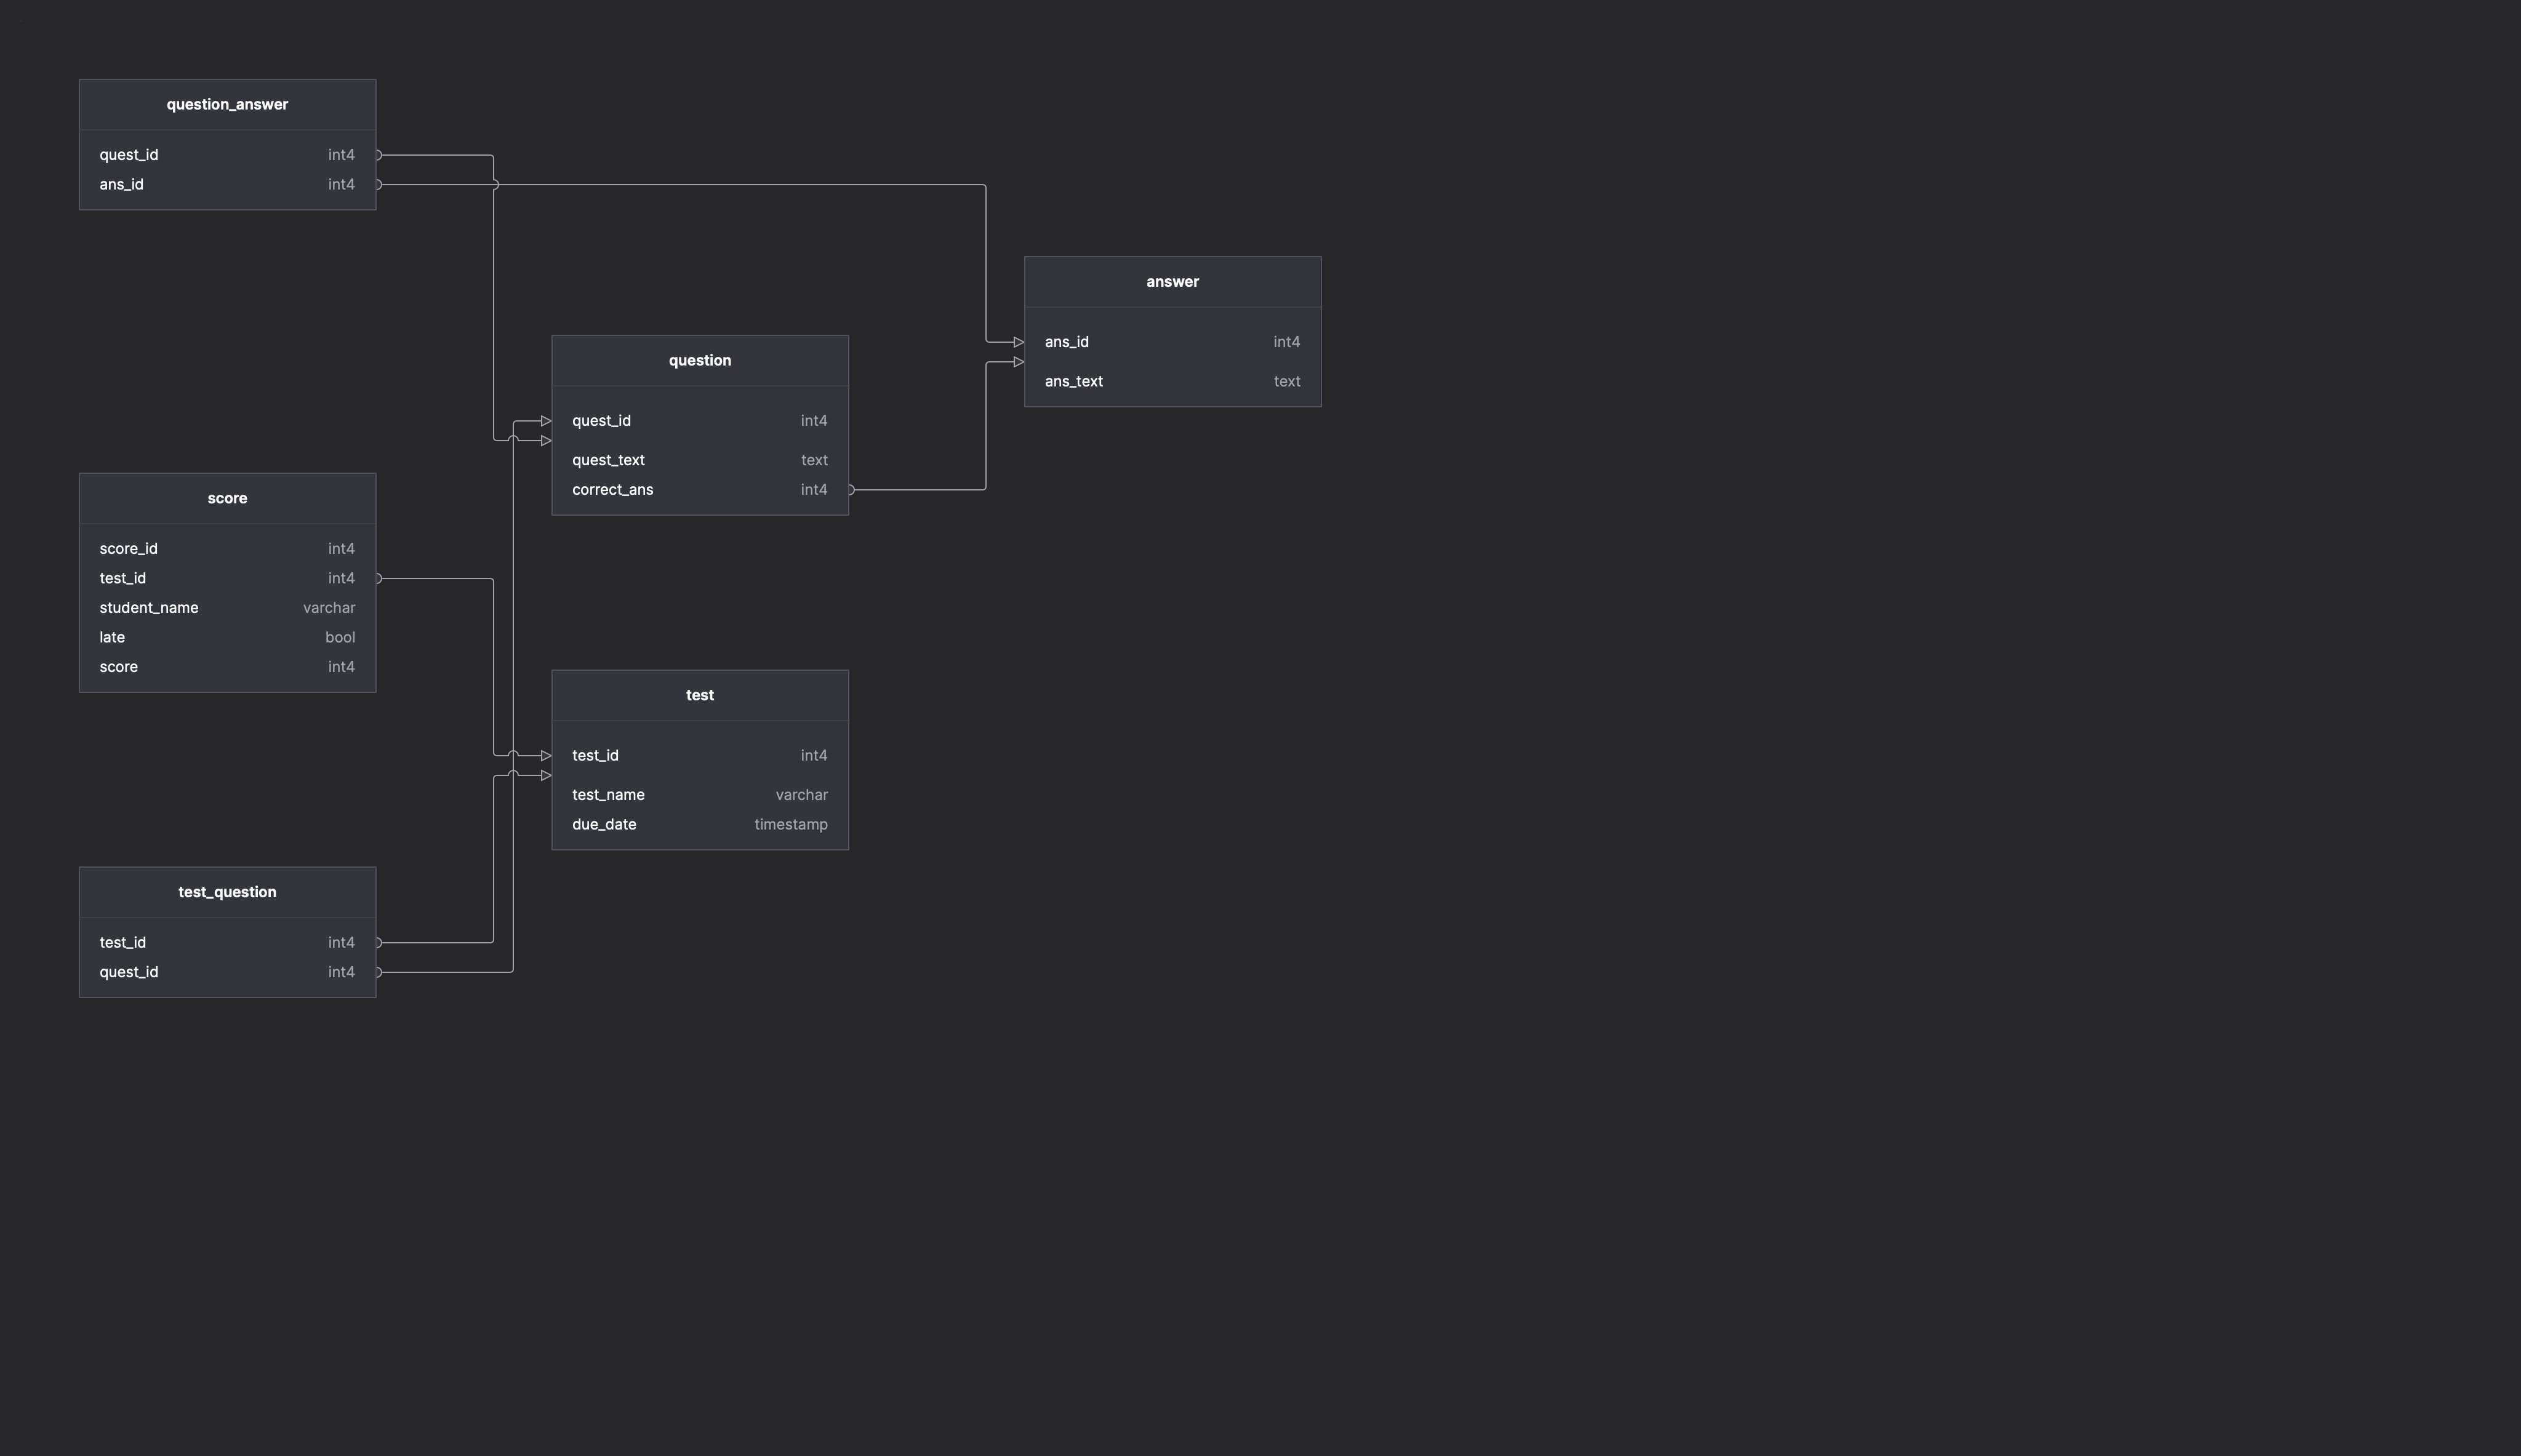 question_answer
quest_id int4
ans_id int4
answer
ans_id int4
ans_text text
question
quest_id int4
quest_text text
correct_ans int4
score
score_id int4
test_id int4
student_name varchar
late bool
score int4
test
test_id int4
test_name varchar
due_date timestamp
test_question
test_id int4
quest_id int4